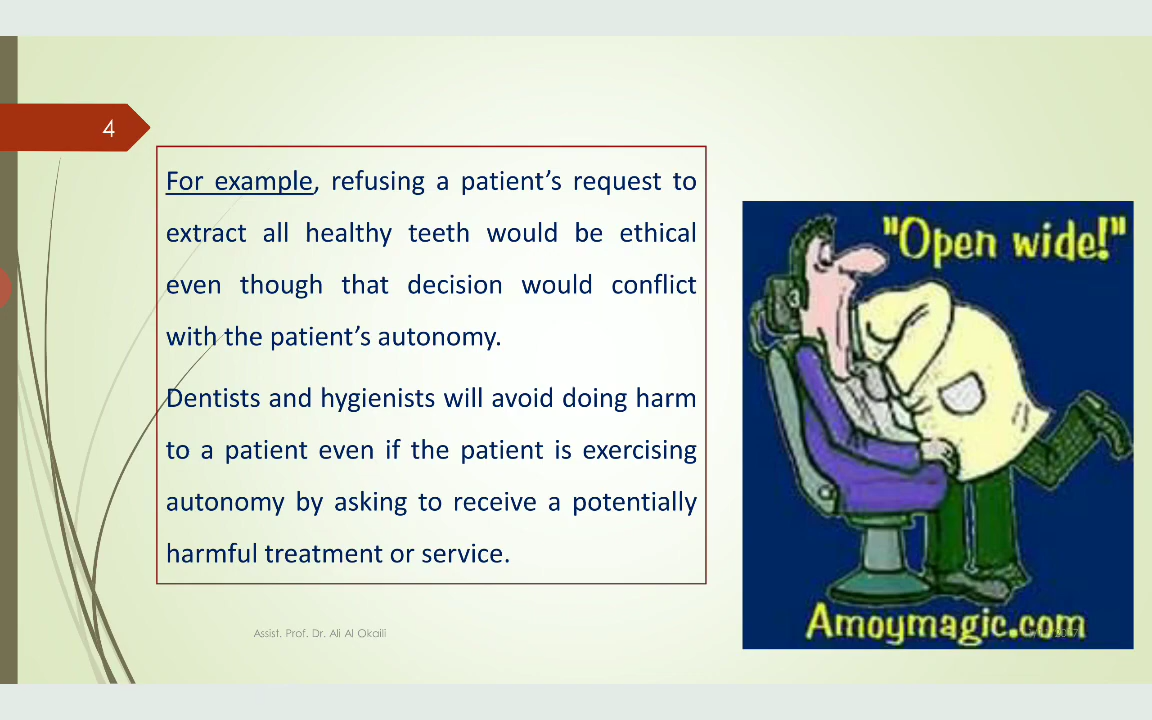 4
For example, refusing a patient’s request to
extract all healthy teeth would be ethical
even though that decision would conflict
with the patient’s autonomy.
Dentists and hygienists will avoid doing harm
to a patient even if the patient is exercising
autonomy by asking to receive a potentially
harmful treatment or service.
"Open wide!"
Amoymagic.com
Assist. Prof. Dr. Ali Al Okaili